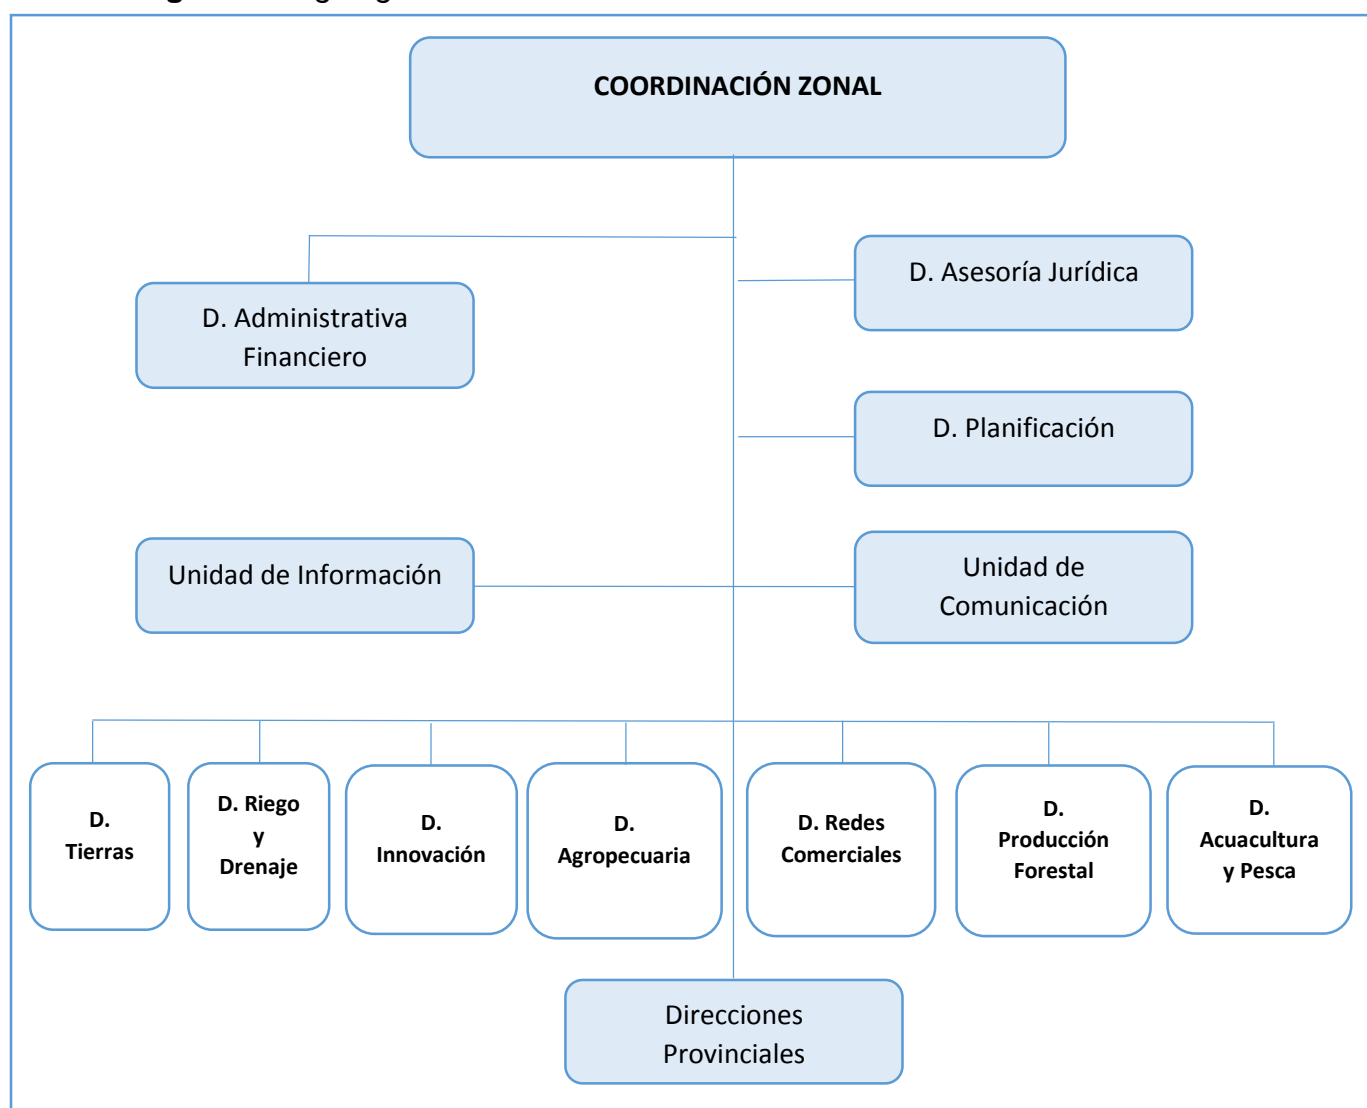 COORDINACIÓN ZONAL
D. Asesoría Jurídica
D. Administrativa
Financiero
D. Planificación
Unidad de Información
Unidad de
Comunicación
D.
Tierras
D. Riego
y
Drenaje
D.
Innovación
D.
Agropecuaria
D. Redes
Comerciales
D.
Producción
Forestal
D.
Acuacultura
y Pesca
Direcciones
Provinciales